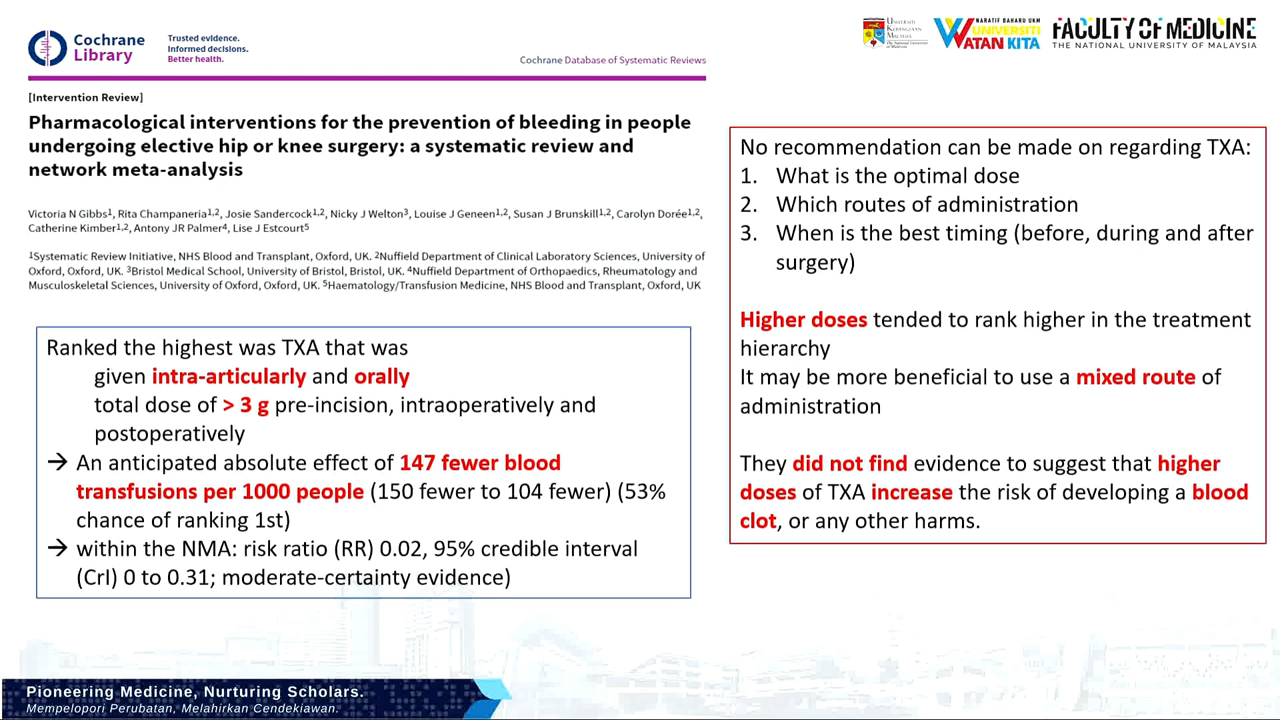 Cochrane
Library
Trusted evidence.
Informed decisions.
Better health.
Cochrane Database of Systematic Reviews
UNIVERSITI
KEBANGSAAN
MALAYSIA
The National University
of Malaysia
NARATIF BAHARU UKM
UNIVERSITI
WATAN KITA
FACULTY OF MEDICINE
THE NATIONAL UNIVERSITY OF MALAYSIA
[Intervention Review]
Pharmacological interventions for the prevention of bleeding in people
undergoing elective hip or knee surgery: a systematic review and
network meta-analysis
Victoria N Gibbs1, Rita Champaneria1,2, Josie Sandercock1,2, Nicky J Welton3, Louise J Geneen1,2, Susan J Brunskill1,2, Carolyn Dorée1,2,
Catherine Kimber1,2, Antony JR Palmer4, Lise J Estcourt5
1Systematic Review Initiative, NHS Blood and Transplant, Oxford, UK. 2Nuffield Department of Clinical Laboratory Sciences, University of
Oxford, Oxford, UK. 3Bristol Medical School, University of Bristol, Bristol, UK. 4Nuffield Department of Orthopaedics, Rheumatology and
Musculoskeletal Sciences, University of Oxford, Oxford, UK. 5Haematology/Transfusion Medicine, NHS Blood and Transplant, Oxford, UK
Ranked the highest was TXA that was
given intra-articularly and orally
total dose of > 3 g pre-incision, intraoperatively and
postoperatively
→ An anticipated absolute effect of 147 fewer blood
transfusions per 1000 people (150 fewer to 104 fewer) (53%
chance of ranking 1st)
→ within the NMA: risk ratio (RR) 0.02, 95% credible interval
(CrI) 0 to 0.31; moderate-certainty evidence)
No recommendation can be made on regarding TXA:
1. What is the optimal dose
2. Which routes of administration
3. When is the best timing (before, during and after
surgery)
Higher doses tended to rank higher in the treatment
hierarchy
It may be more beneficial to use a mixed route of
administration
They did not find evidence to suggest that higher
doses of TXA increase the risk of developing a blood
clot, or any other harms.
Pioneering Medicine, Nurturing Scholars.
Mempelopori Perubatan, Melahirkan Cendekiawan.